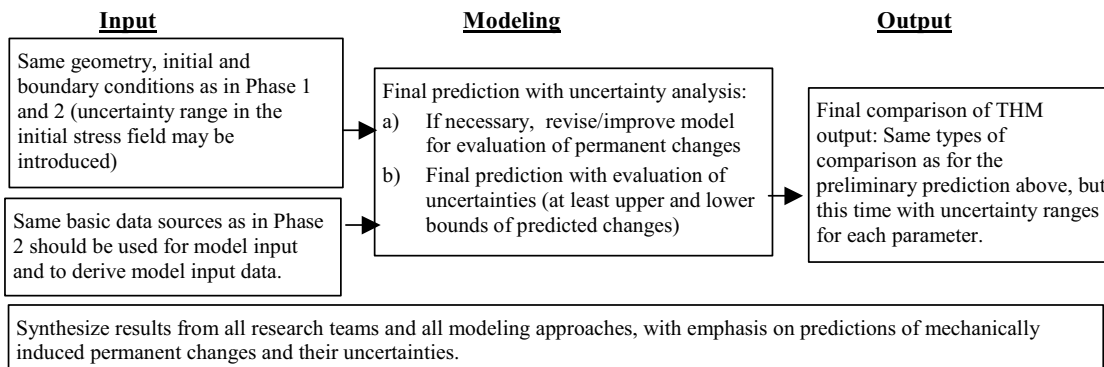 Input
Modeling
Output
Same geometry, initial and
boundary conditions as in Phase 1
and 2 (uncertainty range in the
initial stress field may be
introduced)
Same basic data sources as in Phase
2 should be used for model input
and to derive model input data.
Final prediction with uncertainty analysis:
a) If necessary, revise/improve model
for evaluation of permanent changes
b) Final prediction with evaluation of
uncertainties (at least upper and lower
bounds of predicted changes)
Final comparison of THM
output: Same types of
comparison as for the
preliminary prediction above, but
this time with uncertainty ranges
for each parameter.
Synthesize results from all research teams and all modeling approaches, with emphasis on predictions of mechanically
induced permanent changes and their uncertainties.